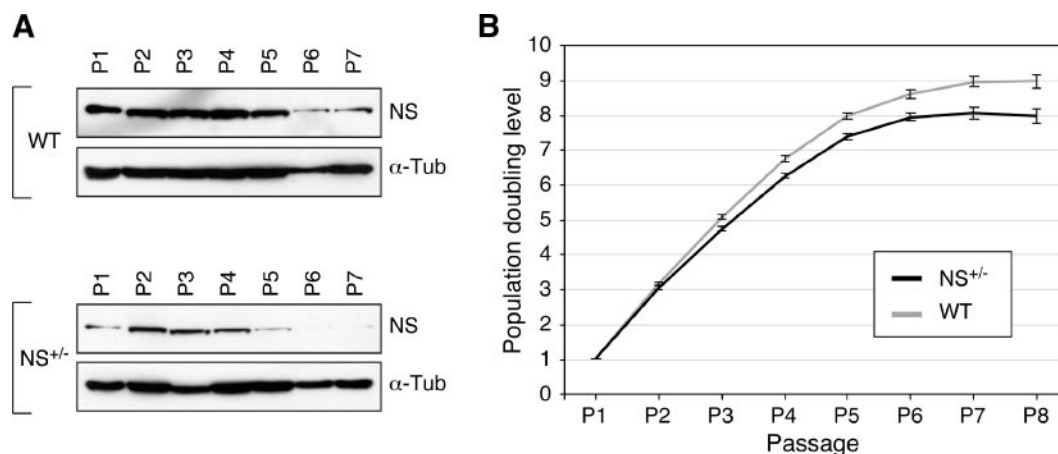 A
P1 P2 P3 P4 P5 P6 P7
NS
WT
α-Tub
P1 P2 P3 P4 P5 P6 P7
NS
NS+/-
α-Tub
B
10
9
8
7
6
5
4
3
2
1
0
Population doubling level
NS+/-
WT
P1 P2 P3 P4 P5 P6 P7 P8
Passage